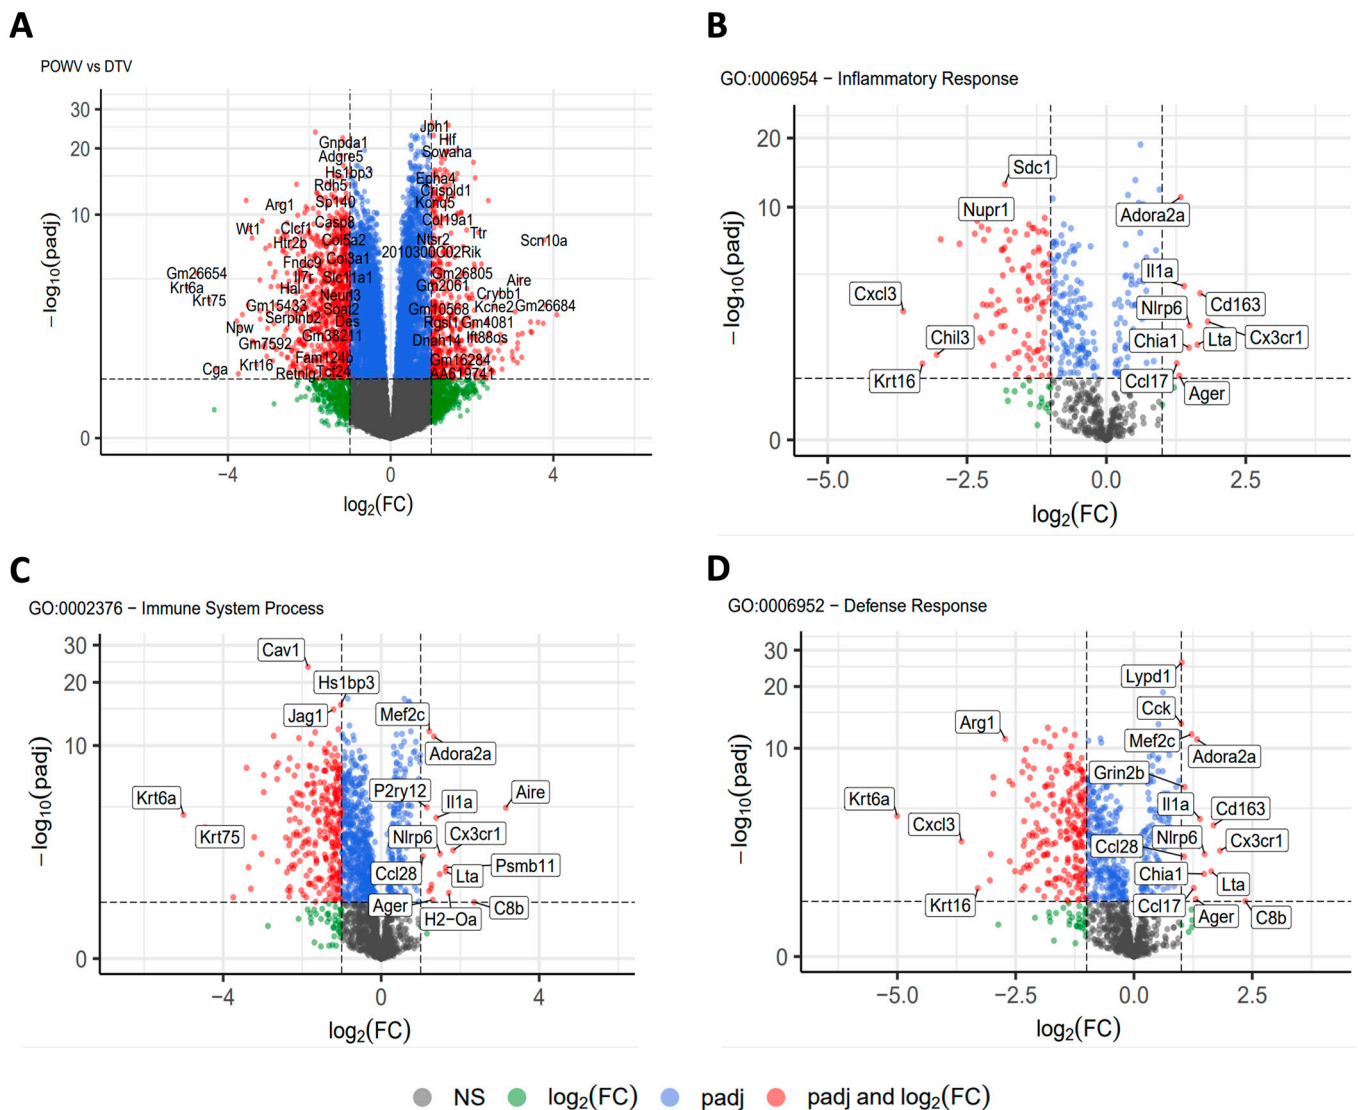 A
POWV vs DTV
30
20
10
0
−log10(padj)
Jph1
Hlf
Gnpda1
Sowaha
Adgre5
Hs1bp3
Epha4
Rdh5
Crispld1
Arg1
Sp140
Kcnq5
Casp8
Col19a1
Wt1
Clcf1
Ttr
Htr2b
Col5a2
Ntsr2
Scn10a
2010300C02Rik
Fndc9
Col3a1
Gm26654
Il7r
Slc11a1
Gm26805
Krt6a
Hal
Gm2061
Aire
Krt75
Neurl3
Crybb1
Gm15433
Soat2
Gm10568
Kcne2
Gm26684
Serpinb2
Des
Rgsl1
Gm4081
Npw
Gm38211
Dnah14
Ift88os
Gm7592
Cga
Krt16
Fam124b
Gm16284
Retnlg
Tcf24
AA619741
−4
0
4
log2(FC)
B
GO:0006954 − Inflammatory Response
20
10
0
−log10(padj)
Sdc1
Nupr1
Adora2a
Il1a
Cxcl3
Nlrp6
Cd163
Chil3
Chia1
Lta
Cx3cr1
Krt16
Ccl17
Ager
−5.0
−2.5
0.0
2.5
log2(FC)
C
GO:0002376 − Immune System Process
30
20
10
0
−log10(padj)
Cav1
Hs1bp3
Jag1
Mef2c
Adora2a
Krt6a
P2ry12
Il1a
Aire
Krt75
Nlrp6
Cx3cr1
Ccl28
Lta
Psmb11
Ager
H2−Oa
C8b
−4
0
4
log2(FC)
D
GO:0006952 − Defense Response
30
20
10
0
−log10(padj)
Lypd1
Cck
Arg1
Mef2c
Adora2a
Grin2b
Krt6a
Il1a
Cd163
Cxcl3
Nlrp6
Cx3cr1
Ccl28
Chia1
Lta
Krt16
Ccl17
Ager
C8b
−5.0
−2.5
0.0
2.5
log2(FC)
NS
log2(FC)
padj
padj and log2(FC)